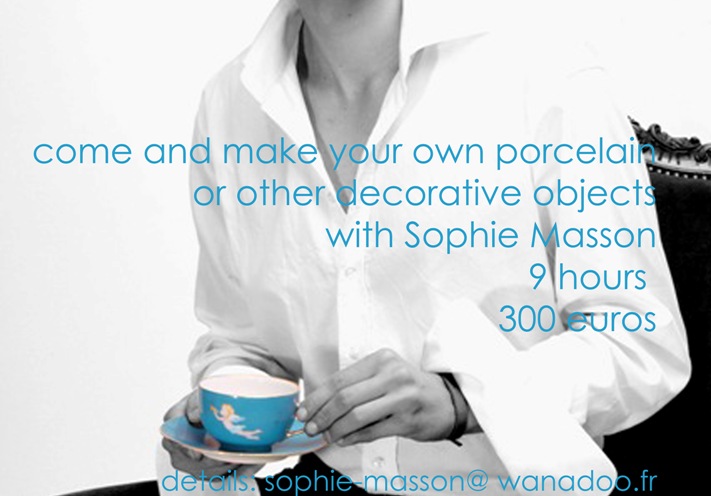 come and make your own porcelain
or other decorative objects
with Sophie Masson
9 hours
300 euros
details: sophie-masson@ wanadoo.fr